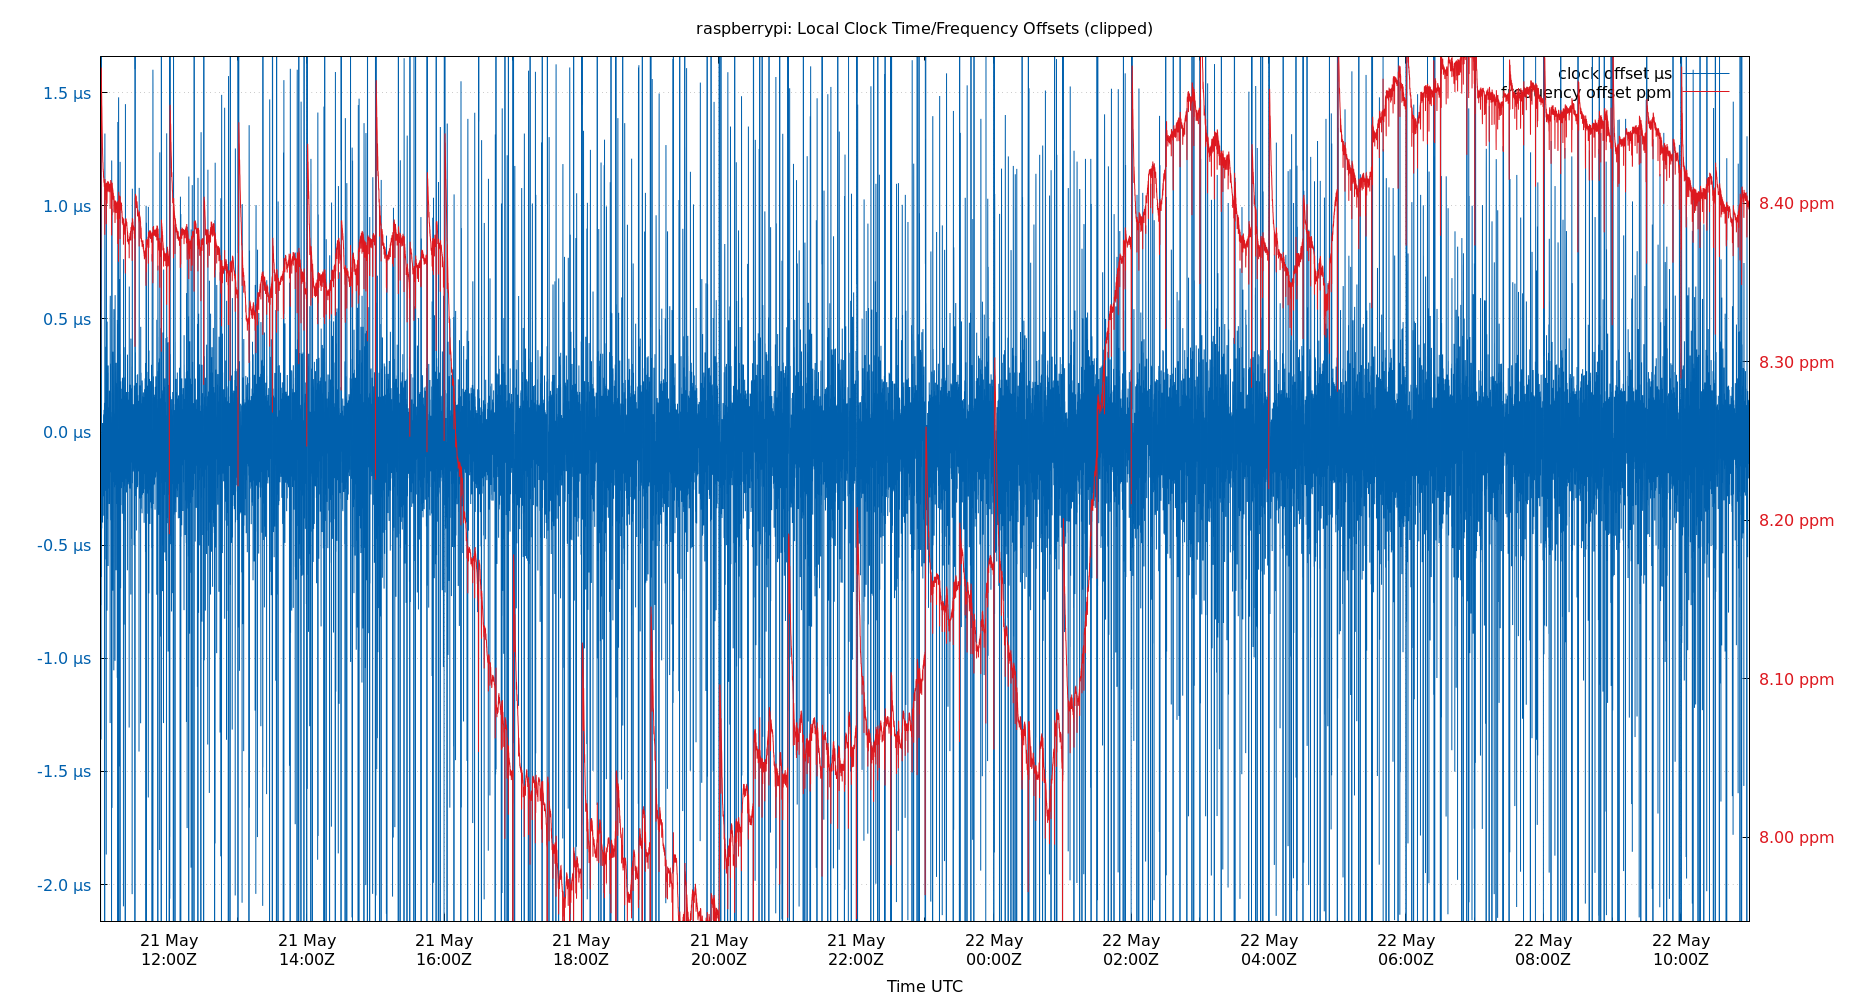 raspberrypi: Local Clock Time/Frequency Offsets (clipped)
clock offset µs
frequency offset ppm
1.5 µs
1.0 µs
0.5 µs
0.0 µs
-0.5 µs
-1.0 µs
-1.5 µs
-2.0 µs
8.40 ppm
8.30 ppm
8.20 ppm
8.10 ppm
8.00 ppm
21 May 21 May 21 May 21 May 21 May 21 May 22 May 22 May 22 May 22 May 22 May 22 May
12:00Z 14:00Z 16:00Z 18:00Z 20:00Z 22:00Z 00:00Z 02:00Z 04:00Z 06:00Z 08:00Z 10:00Z
Time UTC